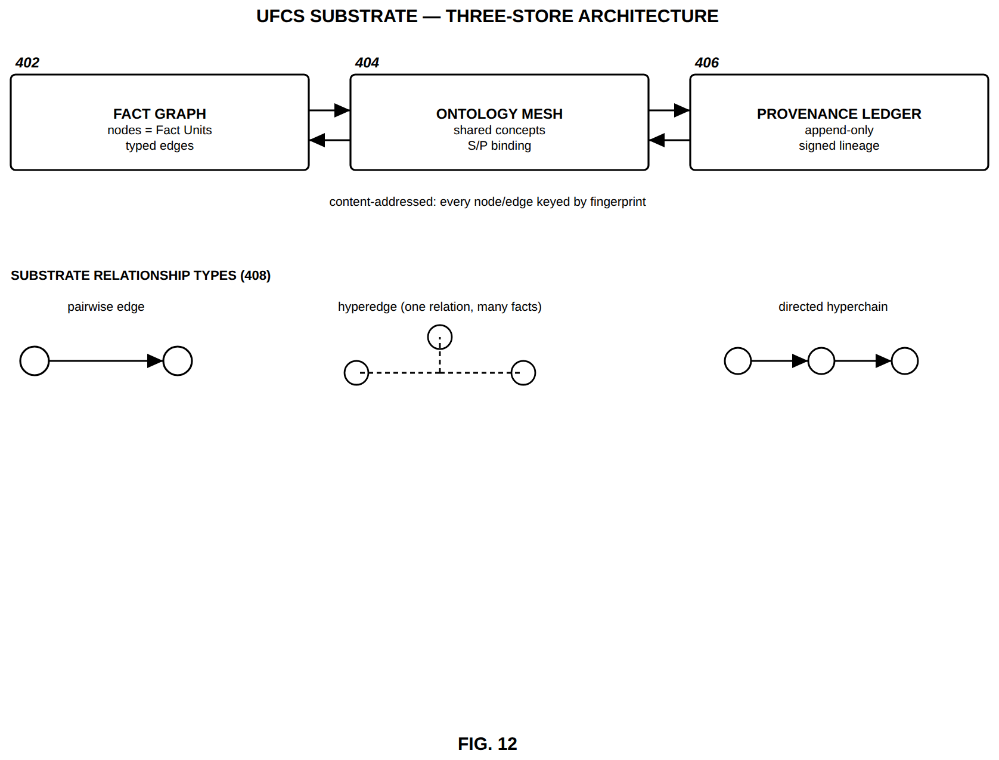 UFCS SUBSTRATE — THREE-STORE ARCHITECTURE
402
404
406
FACT GRAPH
nodes = Fact Units
typed edges
ONTOLOGY MESH
shared concepts
S/P binding
PROVENANCE LEDGER
append-only
signed lineage
content-addressed: every node/edge keyed by fingerprint
SUBSTRATE RELATIONSHIP TYPES (408)
pairwise edge
hyperedge (one relation, many facts)
directed hyperchain
FIG. 12